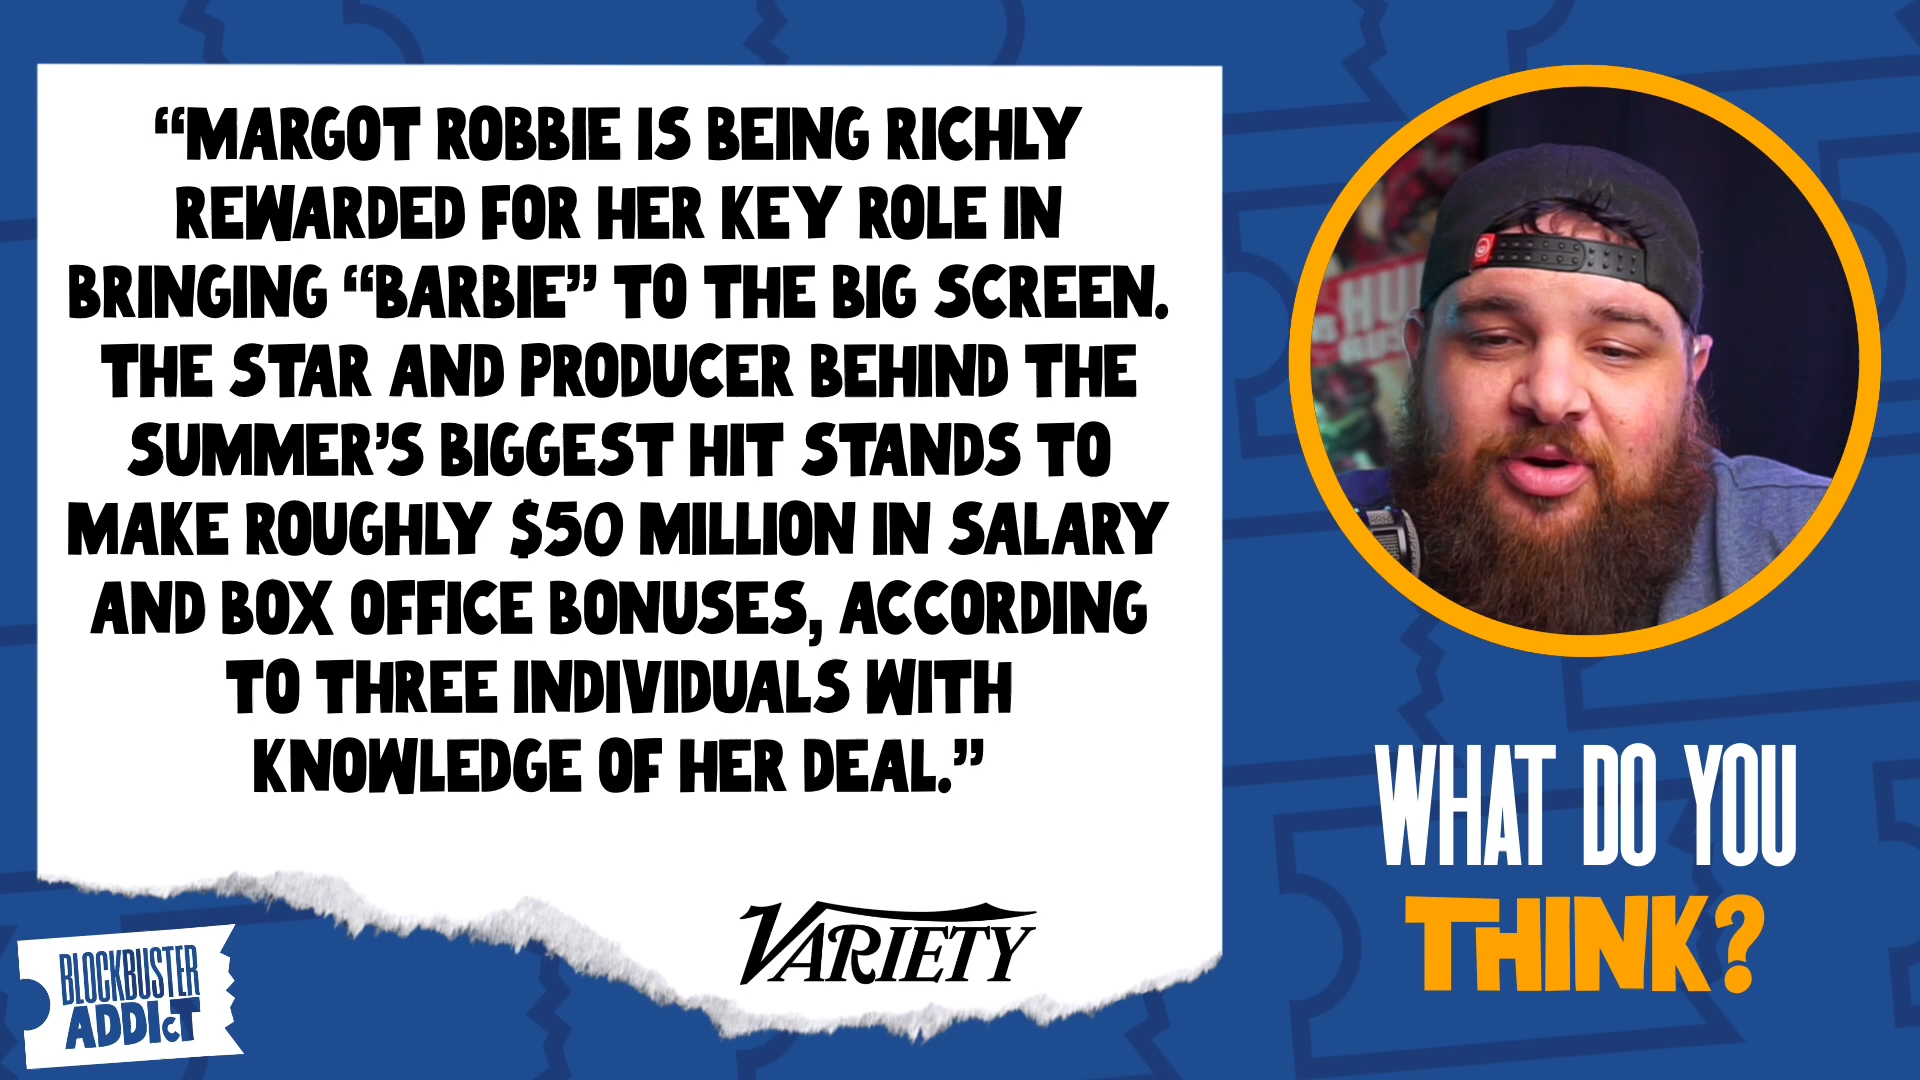 “MARGOT ROBBIE IS BEING RICHLY
REWARDED FOR HER KEY ROLE IN
BRINGING “BARBIE” TO THE BIG SCREEN.
THE STAR AND PRODUCER BEHIND THE
SUMMER’S BIGGEST HIT STANDS TO
MAKE ROUGHLY $50 MILLION IN SALARY
AND BOX OFFICE BONUSES, ACCORDING
TO THREE INDIVIDUALS WITH
KNOWLEDGE OF HER DEAL.”
VARIETY
BLOCKBUSTER
ADDIcT
WHAT DO YOU
THINK?